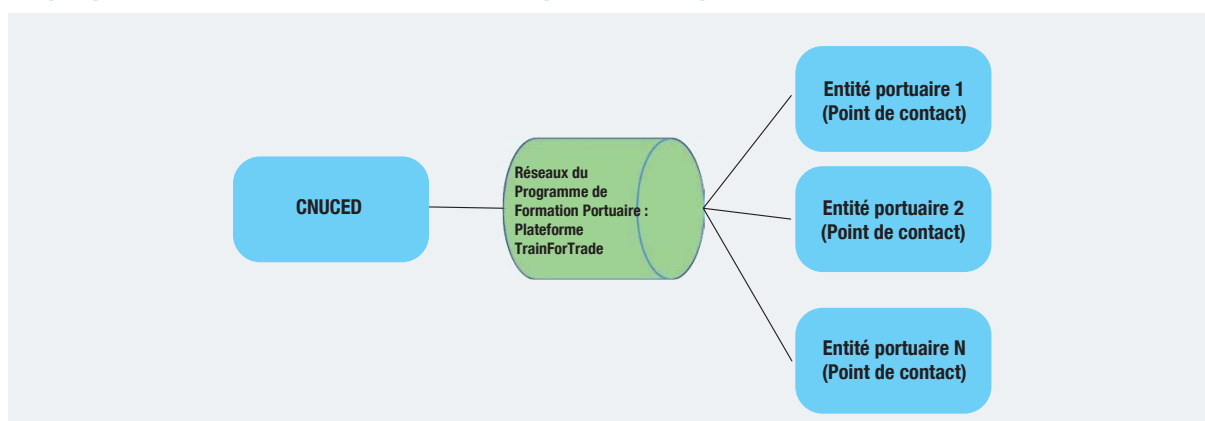 CNUCED
Réseaux du
Programme de
Formation Portuaire :
Plateforme
TrainForTrade
Entité portuaire 1
(Point de contact)
Entité portuaire 2
(Point de contact)
Entité portuaire N
(Point de contact)